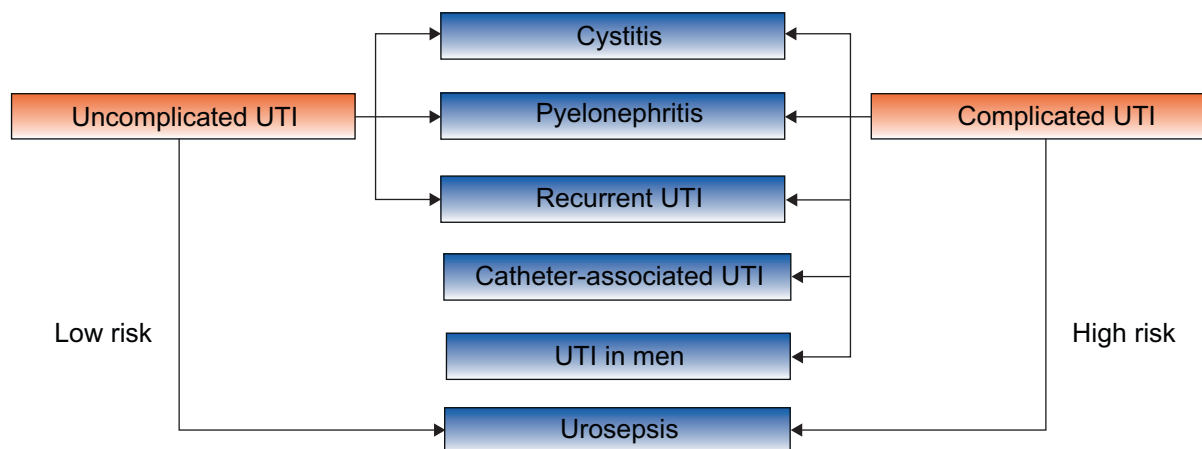 Cystitis
Uncomplicated UTI
Pyelonephritis
Complicated UTI
Recurrent UTI
Catheter-associated UTI
Low risk
High risk
UTI in men
Urosepsis